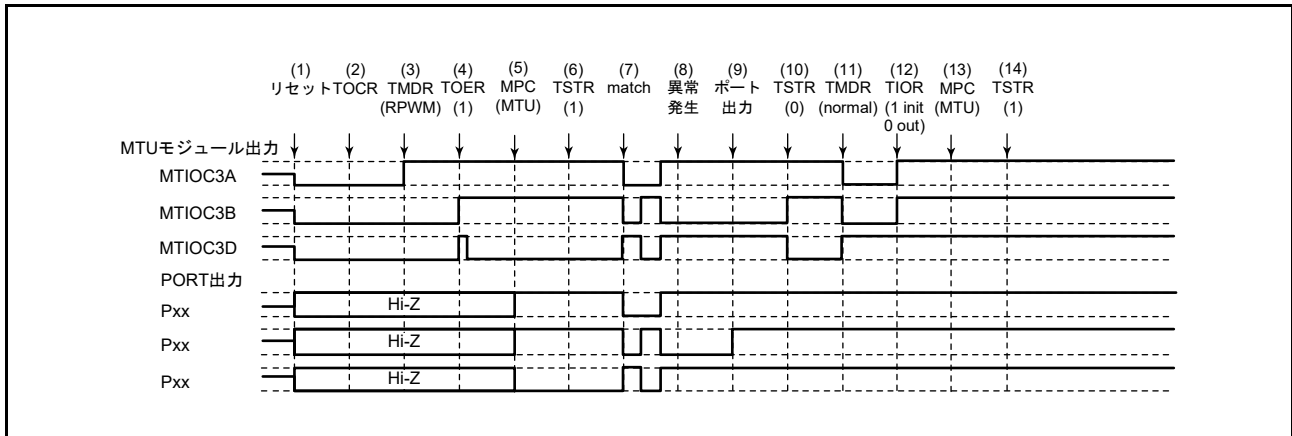 (1) (2) (3) (4) (5) (6) (7) (8) (9) (10) (11) (12) (13) (14)
リセット TOCR TMDR TOER MPC TSTR match 異常 ポート TSTR TMDR TIOR MPC TSTR
(RPWM) (1) (MTU) (1) 発生 出力 (0) (normal) (1 init (MTU) (1)
0 out)
MTUモジュール出力
MTIOC3A
MTIOC3B
MTIOC3D
PORT出力
Pxx Hi-Z
Pxx Hi-Z
Pxx Hi-Z